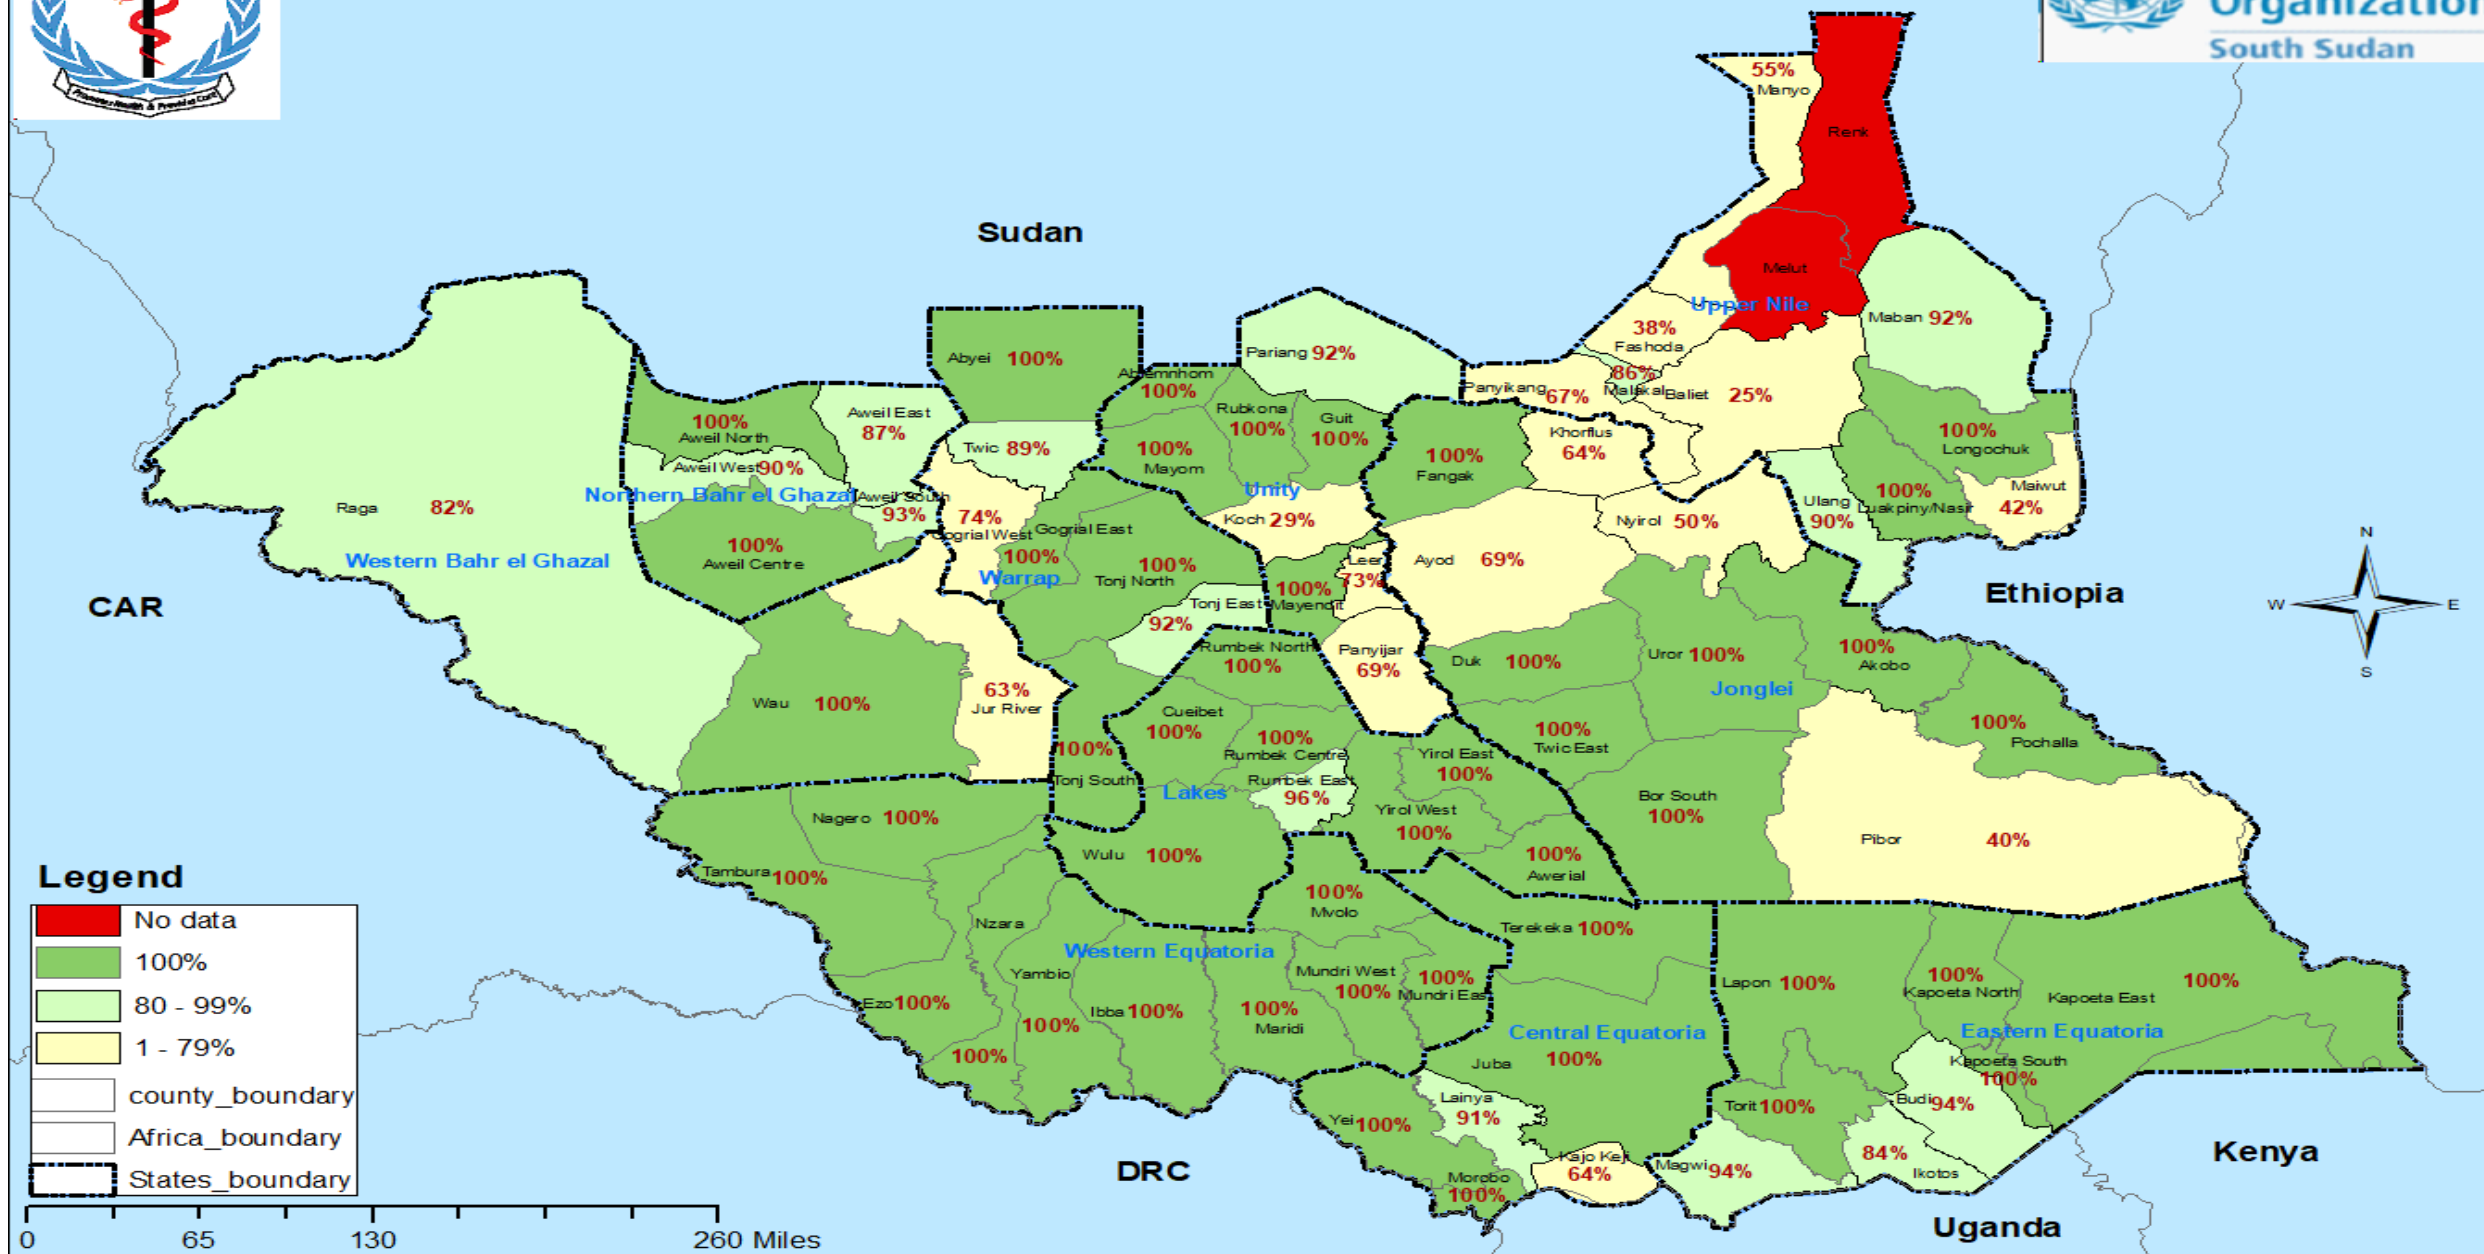 Promote Health & Provide Care
Organization
South Sudan
Sudan
CAR
Ethiopia
DRC
Kenya
Uganda
N
W
E
S
55%
Manyo
Renk
Melut
Upper Nile
Maban 92%
38%
Fashoda
86%
Malakal
Baliet 25%
Panyikang 67%
100%
Longochuk
Maiwut
42%
100%
Luakpiny/Nasir
Ulang
90%
Abyei 100%
Pariang 92%
Abiemnhom
100%
Rubkona
100%
Guit
100%
100%
Mayom
Unity
Koch 29%
Leer
73%
100%
Mayendit
Panyijar
69%
100%
Fangak
Khorflus
64%
Nyirol 50%
Ayod 69%
Duk 100%
Uror 100%
100%
Akobo
Jonglei
100%
Pochalla
100%
Twic East
Bor South
100%
Pibor 40%
100%
Aweil North
Aweil East
87%
Aweil West 90%
Northern Bahr el Ghazal
Aweil South
93%
100%
Aweil Centre
Raga 82%
Western Bahr el Ghazal
Wau 100%
63%
Jur River
Twic 89%
74%
Gogrial West
Gogrial East
100%
Warrap
100%
Tonj North
Tonj East
92%
100%
Tonj South
Rumbek North
100%
Cueibet
100%
100%
Rumbek Centre
Rumbek East
96%
Lakes
Yirol East
100%
Yirol West
100%
100%
Awerial
Wulu 100%
Nagero 100%
Tambura 100%
Nzara
Western Equatoria
Yambio
Ezo 100%
100%
100%
Ibba 100%
100%
Maridi
100%
Mvolo
Mundri West
100%
100%
Mundri East
Terekeka 100%
Central Equatoria
Juba 100%
Lainya
91%
Yei 100%
Morobo
100%
Kajo Keji
64%
Lapon 100%
100%
Kapoeta North
Kapoeta East 100%
Eastern Equatoria
Kapoeta South
100%
Torit 100%
Budi 94%
Magwi 94%
84%
Ikotos
Legend
No data
100%
80 - 99%
1 - 79%
county_boundary
Africa_boundary
States_boundary
0 65 130 260 Miles